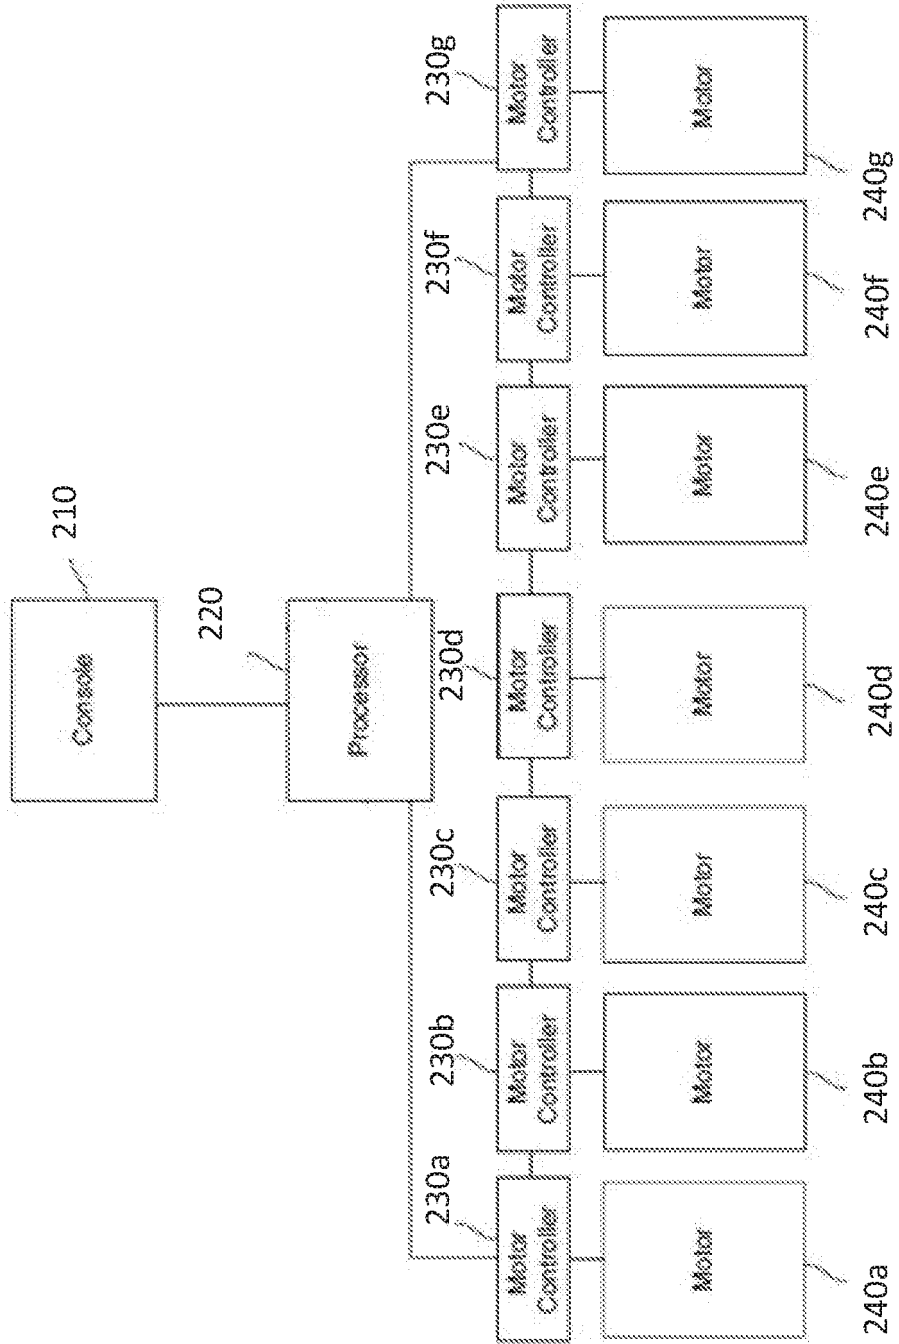 210
Console
220
Processor
230a
230b
230c
230d
230e
230f
230g
Motor
Controller
Motor
Controller
Motor
Controller
Motor
Controller
Motor
Controller
Motor
Controller
Motor
Controller
Motor
Motor
Motor
Motor
Motor
Motor
Motor
240a
240b
240c
240d
240e
240f
240g